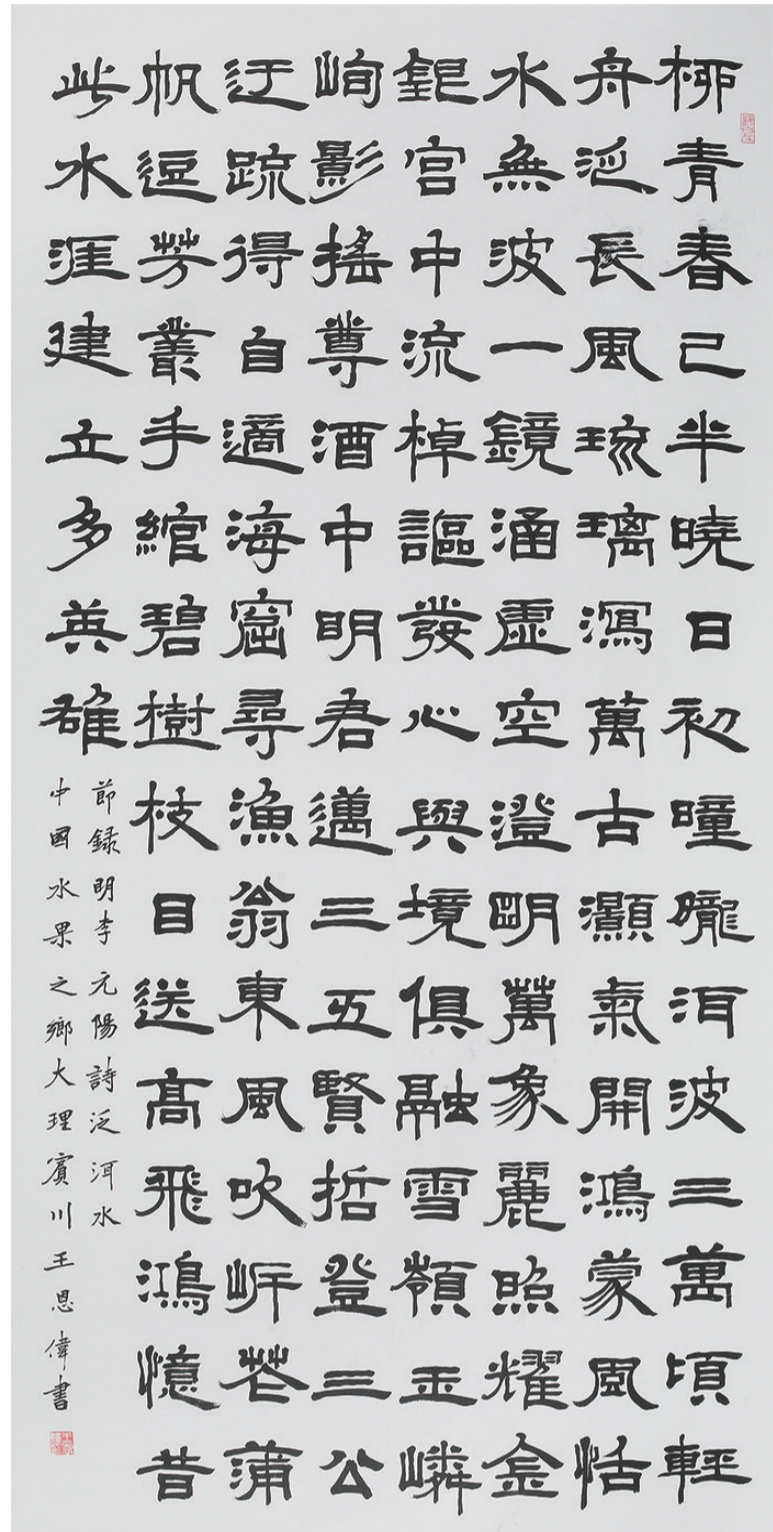 柳青春已半曉日初曈曨洱波三萬頃輕
舟泛長風琉璃瀉萬古灝氣開鴻蒙風恬
水無波一鏡涵虛空澄明萬象麗照耀金
銀宮中流棹謳發心與境俱融雪嶺玉嶙
峋影搖尊酒中明君邁三五賢哲登三公
迂疏得自適海窟尋漁翁東風吹岸花蒲
帆逗芳叢手綰碧樹枝目送高飛鴻憶昔
此水涯建立多英雄
節録明李元陽詩泛洱水
中國水果之鄉大理賓川王恩偉書